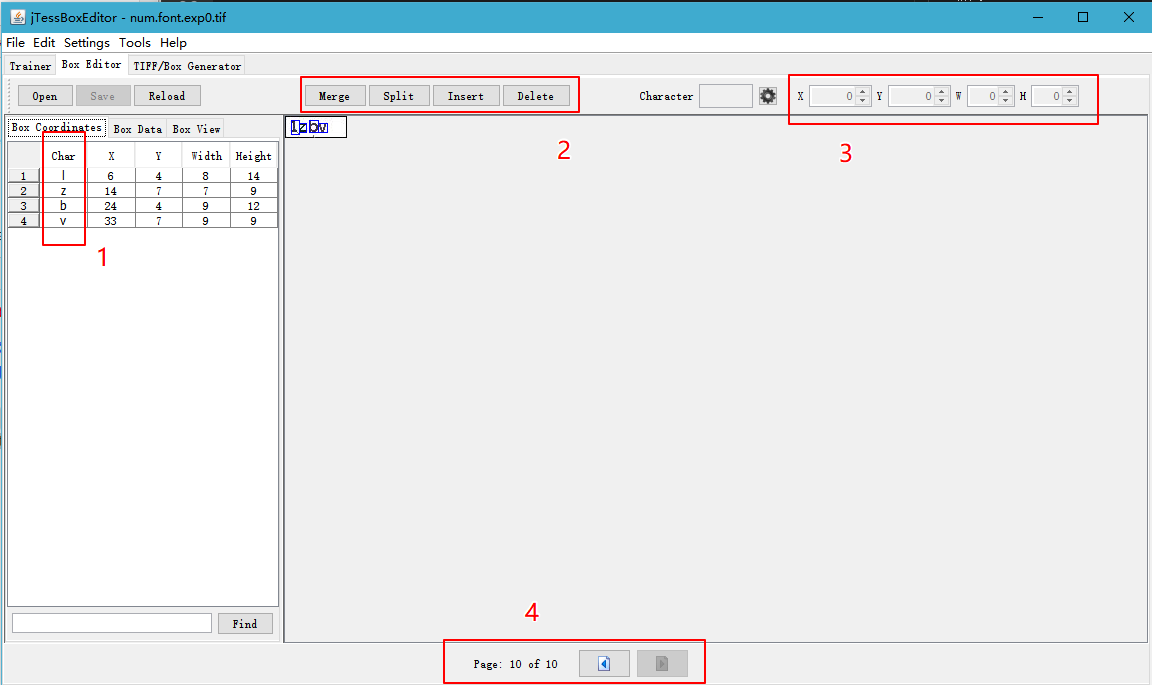 jTessBoxEditor - num.font.exp0.tif
File Edit Settings Tools Help
Trainer Box Editor TIFF/Box Generator
Open Save Reload Merge Split Insert Delete Character X 0 Y 0 W 0 H 0
Box Coordinates Box Data Box View
lzbv
2
3
Char X Y Width Height
1 l 6 4 8 14
2 z 14 7 7 9
3 b 24 4 9 12
4 v 33 7 9 9
1
4
Find
Page: 10 of 10